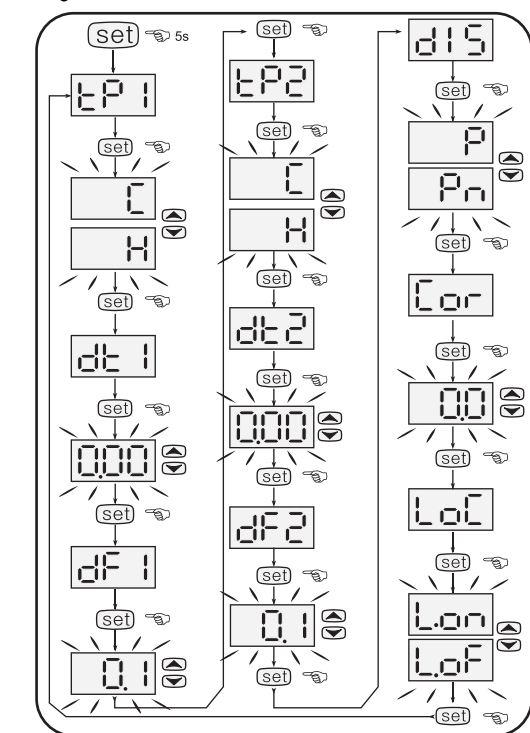 set 5s
tP1
set
C
H
set
dt1
set
0.00
set
dF1
set
0.1
set
tP2
set
C
H
set
dt2
set
0.00
set
dF2
set
0.1
set
dIS
set
P
Pn
set
Cor
set
0.0
set
LoC
set
L.on
L.oF
set